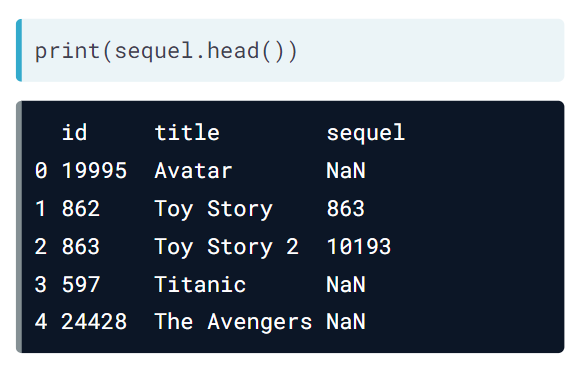 print(sequel.head())
id title sequel
0 19995 Avatar NaN
1 862 Toy Story 863
2 863 Toy Story 2 10193
3 597 Titanic NaN
4 24428 The Avengers NaN